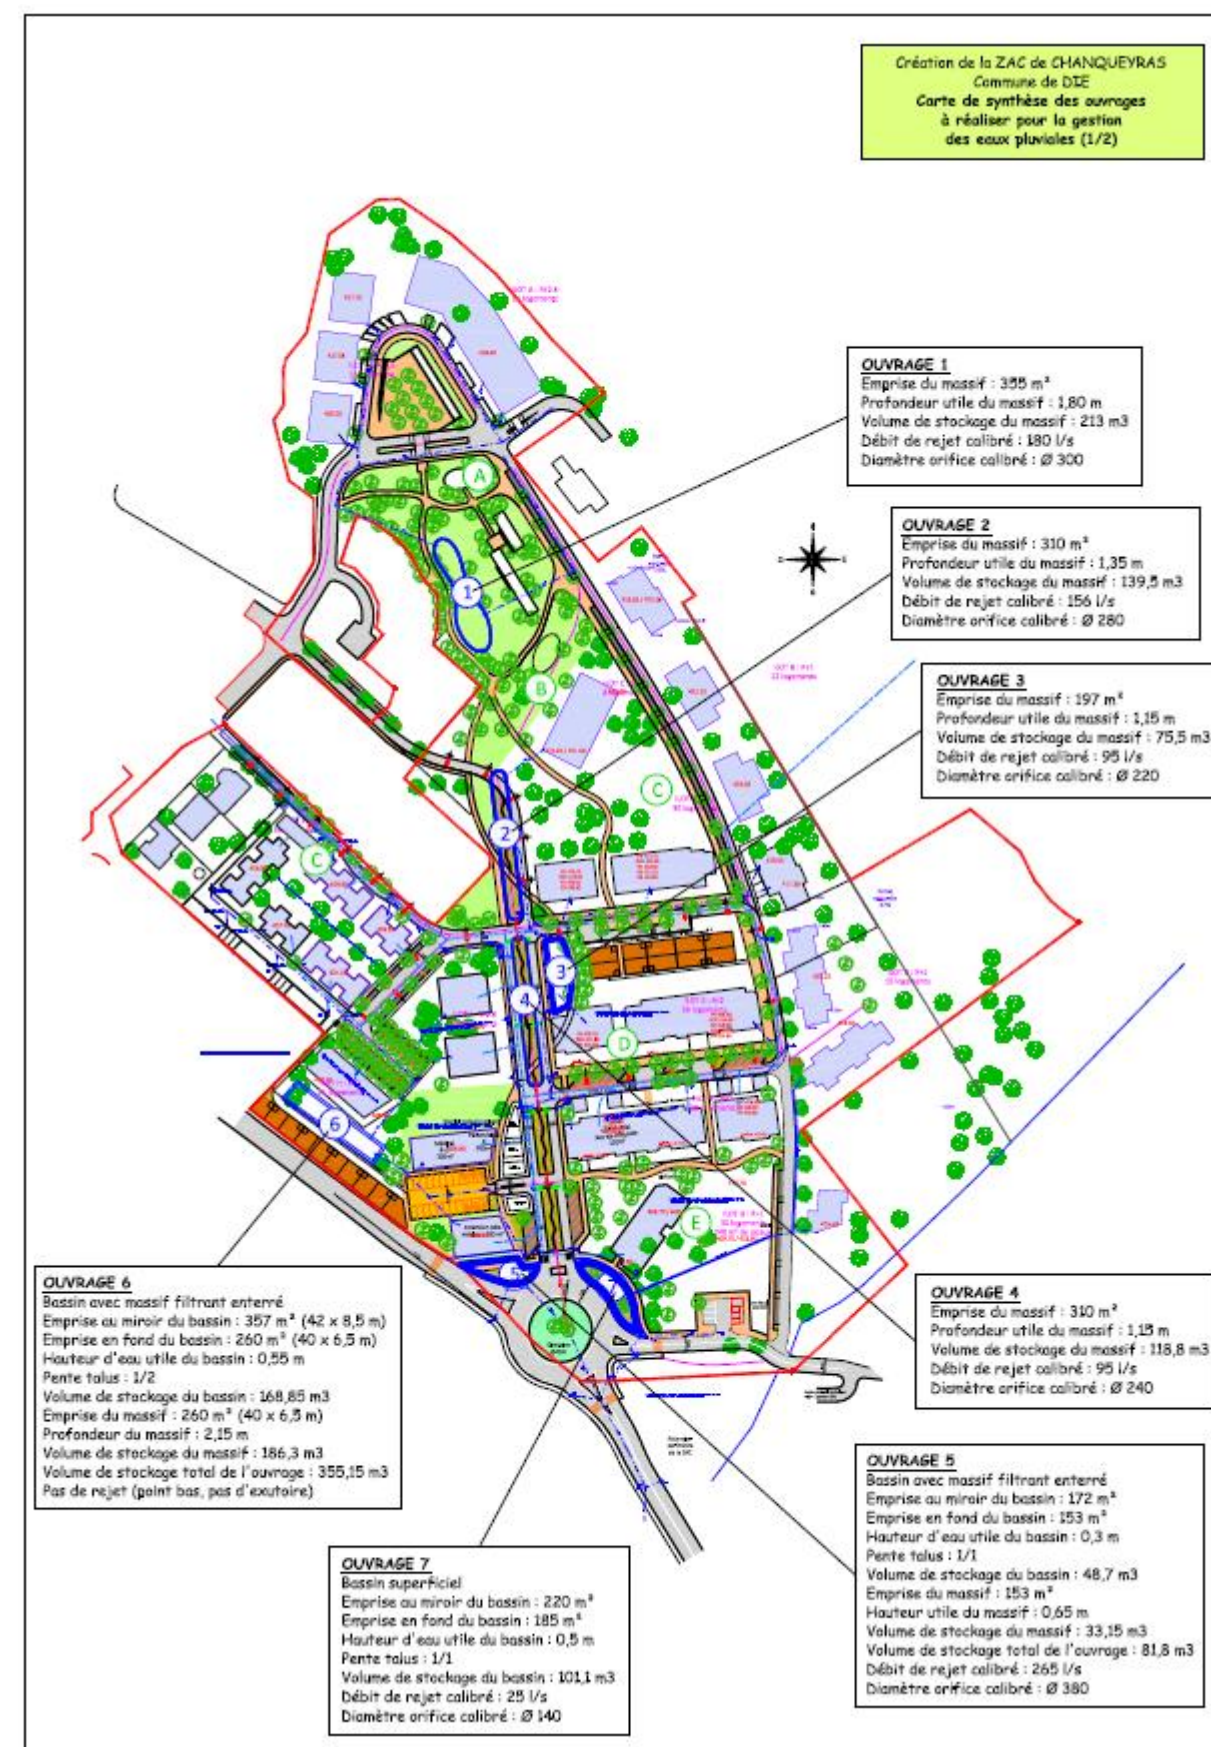 Création de la ZAC de CHANQUEYRAS
Commune de DIE
Carte de synthèse des ouvrages
à réaliser pour la gestion
des eaux pluviales (1/2)
OUVRAGE 1
Emprise du massif : 355 m²
Profondeur utile du massif : 1,80 m
Volume de stockage du massif : 213 m3
Débit de rejet calibré : 180 l/s
Diamètre orifice calibré : Ø 300
OUVRAGE 2
Emprise du massif : 310 m²
Profondeur utile du massif : 1,35 m
Volume de stockage du massif : 139,5 m3
Débit de rejet calibré : 156 l/s
Diamètre orifice calibré : Ø 280
OUVRAGE 3
Emprise du massif : 197 m²
Profondeur utile du massif : 1,15 m
Volume de stockage du massif : 75,5 m3
Débit de rejet calibré : 95 l/s
Diamètre orifice calibré : Ø 220
A
1
B
C
2
C
3
4
D
6
E
5
OUVRAGE 4
Emprise du massif : 310 m²
Profondeur utile du massif : 1,15 m
Volume de stockage du massif : 118,8 m3
Débit de rejet calibré : 95 l/s
Diamètre orifice calibré : Ø 240
OUVRAGE 6
Bassin avec massif filtrant enterré
Emprise au miroir du bassin : 357 m² (42 x 8,5 m)
Emprise en fond du bassin : 260 m² (40 x 6,5 m)
Hauteur d'eau utile du bassin : 0,55 m
Pente talus : 1/2
Volume de stockage du bassin : 168,85 m3
Emprise du massif : 260 m² (40 x 6,5 m)
Profondeur du massif : 2,15 m
Volume de stockage du massif : 186,3 m3
Volume de stockage total de l'ouvrage : 355,15 m3
Pas de rejet (point bas, pas d'exutoire)
OUVRAGE 5
Bassin avec massif filtrant enterré
Emprise au miroir du bassin : 172 m²
Emprise en fond du bassin : 153 m²
Hauteur d'eau utile du bassin : 0,3 m
Pente talus : 1/1
Volume de stockage du bassin : 48,7 m3
Emprise du massif : 153 m²
Hauteur utile du massif : 0,65 m
Volume de stockage du massif : 33,15 m3
Volume de stockage total de l'ouvrage : 81,8 m3
Débit de rejet calibré : 265 l/s
Diamètre orifice calibré : Ø 380
OUVRAGE 7
Bassin superficiel
Emprise au miroir du bassin : 220 m²
Emprise en fond du bassin : 185 m²
Hauteur d'eau utile du bassin : 0,5 m
Pente talus : 1/1
Volume de stockage du bassin : 101,1 m3
Débit de rejet calibré : 25 l/s
Diamètre orifice calibré : Ø 140